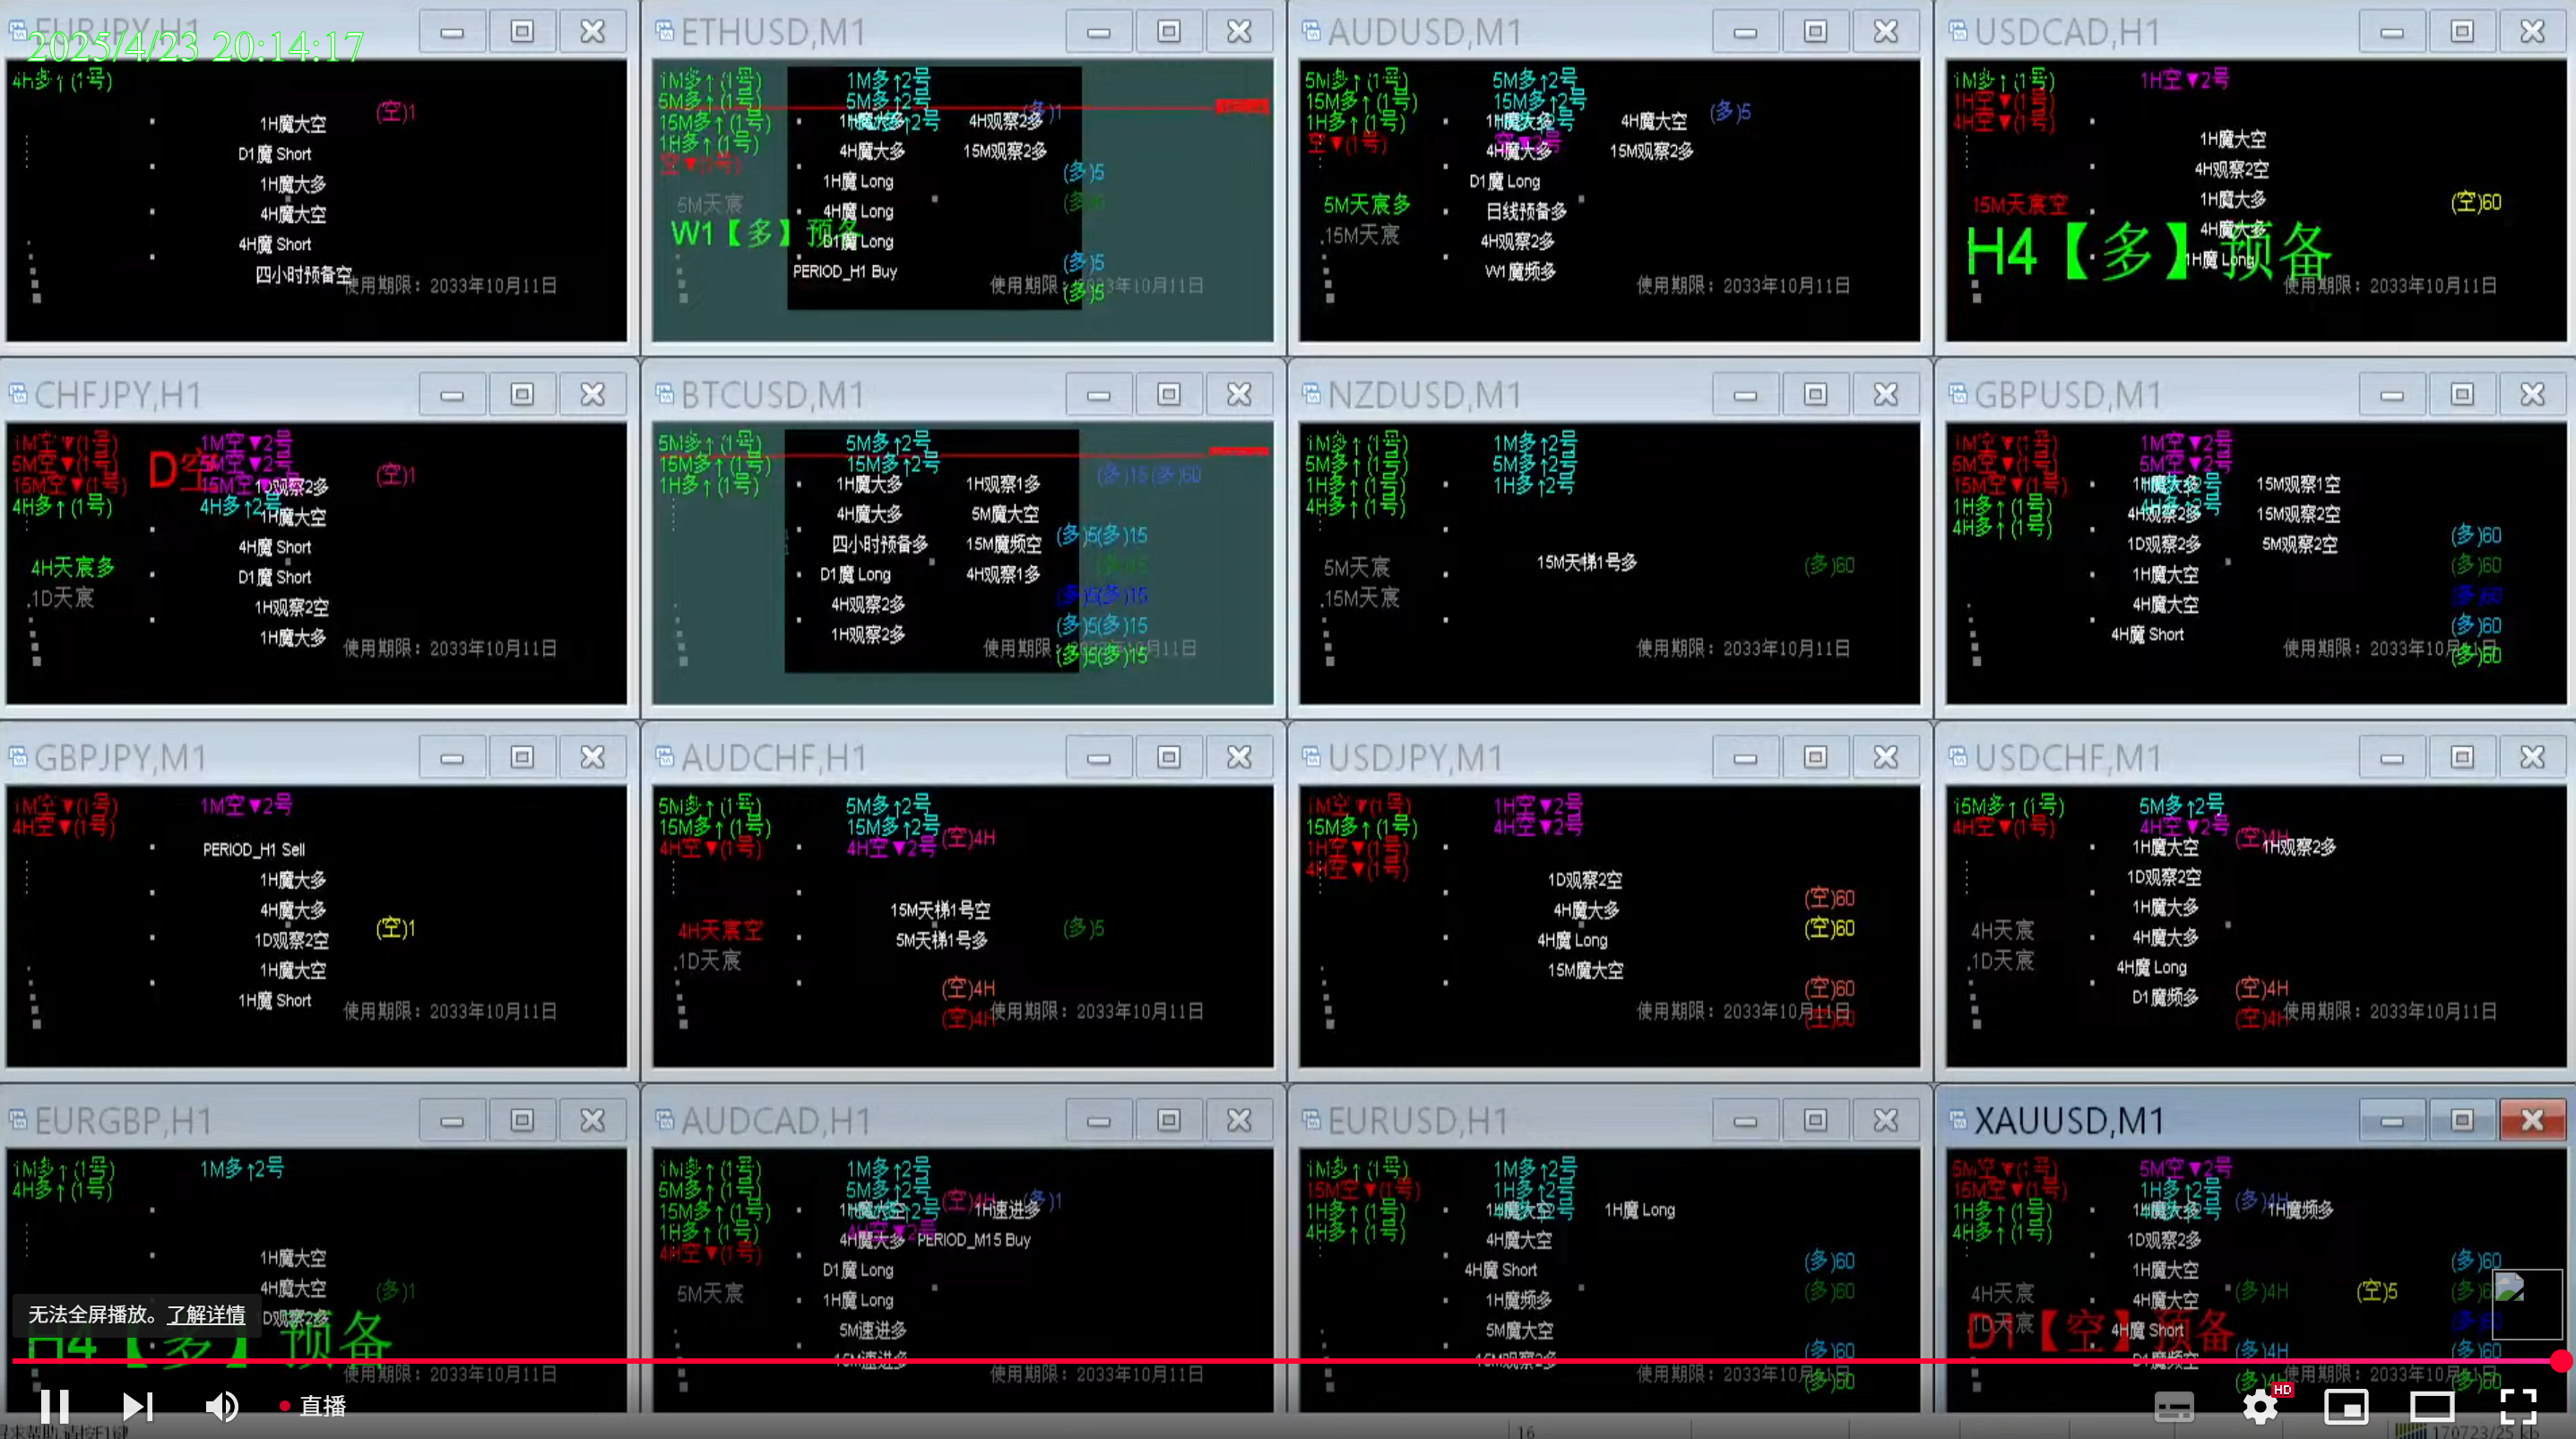 EURJPY,H1
2025/4/23 20:14:17
4H多↑(1号)
(空)1
1H魔大空
D1魔 Short
1H魔大多
4H魔大空
4H魔 Short
四小时预备空
使用期限：2033年10月11日
ETHUSD,M1
1M多↑(1号)
1M多↑2号
5M多↑(1号)
5M多↑2号
15M多↑(1号)
1H多↑(1号)
空▼(1号)
(多)1
1H魔大多
4H观察2多
4H魔大多
15M观察2多
1H魔 Long
(多)5
4H魔 Long
5M天宸
W1【多】预备
D1魔 Long
PERIOD_H1 Buy
(多)5
(多)5
AUDUSD,M1
5M多↑(1号)
5M多↑2号
15M多↑(1号)
15M多↑2号
1H多↑(1号)
空▼(1号)
1H魔大多
4H魔大空
(多)5
4H魔大多
15M观察2多
D1魔 Long
5M天宸多
日线预备多
15M天宸
4H观察2多
W1魔频多
使用期限：2033年10月11日
USDCAD,H1
1M多↑(1号)
1H空▼2号
1H空▼(1号)
4H空▼(1号)
1H魔大空
4H观察2空
1H魔大多
(空)60
15M天宸空
4H魔大多
H4【多】预备
1H魔 Long
使用期限：2033年10月11日
CHFJPY,H1
1M空▼(1号)
1M空▼2号
5M空▼(1号)
5M空▼2号
15M空▼(1号)
D空
4H多↑(1号)
4H多↑2号
(空)1
1D观察2多
1H魔大空
4H魔 Short
4H天宸多
D1魔 Short
1D天宸
1H观察2空
1H魔大多
使用期限：2033年10月11日
BTCUSD,M1
5M多↑(1号)
5M多↑2号
15M多↑(1号)
15M多↑2号
1H多↑(1号)
(多)15(多)60
1H魔大多
1H观察1多
4H魔大多
5M魔大空
四小时预备多
15M魔频空
(多)5(多)15
D1魔 Long
4H观察1多
4H观察2多
(多)5(多)15
1H观察2多
(多)5(多)15
(多)5(多)15
NZDUSD,M1
1M多↑(1号)
1M多↑2号
5M多↑(1号)
5M多↑2号
1H多↑(1号)
1H多↑2号
4H多↑(1号)
15M天梯1号多
(多)60
5M天宸
15M天宸
使用期限：2033年10月11日
GBPUSD,M1
1M空▼(1号)
1M空▼2号
5M空▼(1号)
5M空▼2号
15M空▼(1号)
1H多↑(1号)
4H多↑(1号)
1H魔大多
15M观察1空
4H观察2多
15M观察2空
1D观察2多
5M观察2空
(多)60
1H魔大空
(多)60
4H魔大空
(多)60
4H魔 Short
(多)60
(多)60
使用期限：2033年10月11日
GBPJPY,M1
1M空▼(1号)
1M空▼2号
4H空▼(1号)
PERIOD_H1 Sell
1H魔大多
4H魔大多
(空)1
1D观察2空
1H魔大空
1H魔 Short
使用期限：2033年10月11日
AUDCHF,H1
5M多↑(1号)
5M多↑2号
15M多↑(1号)
15M多↑2号
4H空▼(1号)
4H空▼2号
(空)4H
15M天梯1号空
4H天宸空
5M天梯1号多
(多)5
1D天宸
(空)4H
(空)4H
使用期限：2033年10月11日
USDJPY,M1
1M空▼(1号)
1H空▼2号
15M多↑(1号)
4H空▼2号
1H空▼(1号)
4H空▼(1号)
1D观察2空
(空)60
4H魔大多
(空)60
4H魔 Long
15M魔大空
(空)60
使用期限：2033年10月11日
USDCHF,M1
15M多↑(1号)
5M多↑2号
4H空▼(1号)
4H空▼2号
(空)4H
1H魔大空
1H观察2多
1D观察2空
1H魔大多
4H天宸
4H魔大多
1D天宸
4H魔 Long
D1魔频多
(空)4H
(空)4H
使用期限：2033年10月11日
EURGBP,H1
1M多↑(1号)
1M多↑2号
4H多↑(1号)
1H魔大空
4H魔大空
(多)1
无法全屏播放。了解详情
D观察2多
H4【多】预备
使用期限：2033年10月11日
AUDCAD,H1
1M多↑(1号)
1M多↑2号
5M多↑(1号)
5M多↑2号
15M多↑(1号)
1H多↑(1号)
4H空▼(1号)
(空)4H
(多)1
1H速进多
4H魔大多
PERIOD_M15 Buy
D1魔 Long
5M天宸
1H魔 Long
5M速进多
15M速进多
使用期限：2033年10月11日
EURUSD,H1
1M多↑(1号)
1M多↑2号
15M空▼(1号)
1H多↑2号
1H多↑(1号)
4H多↑(1号)
1H魔大空
1H魔 Long
4H魔大空
4H魔 Short
(多)60
1H魔频多
(多)60
5M魔大空
15M观察2多
(多)60
(多)60
使用期限：2033年10月11日
XAUUSD,M1
5M空▼(1号)
5M空▼2号
15M空▼(1号)
1H多↑2号
1H多↑(1号)
4H多↑(1号)
(多)4H
1H魔大多
1H魔频多
1D观察2多
1H魔大空
(多)60
4H天宸
4H魔大空
(多)4H
(空)5
1D天宸
D1【空】预备
4H魔 Short
D1魔频空
(多)4H
(多)60
使用期限：2033年10月11日
直播
HD
16
170723/25 kb